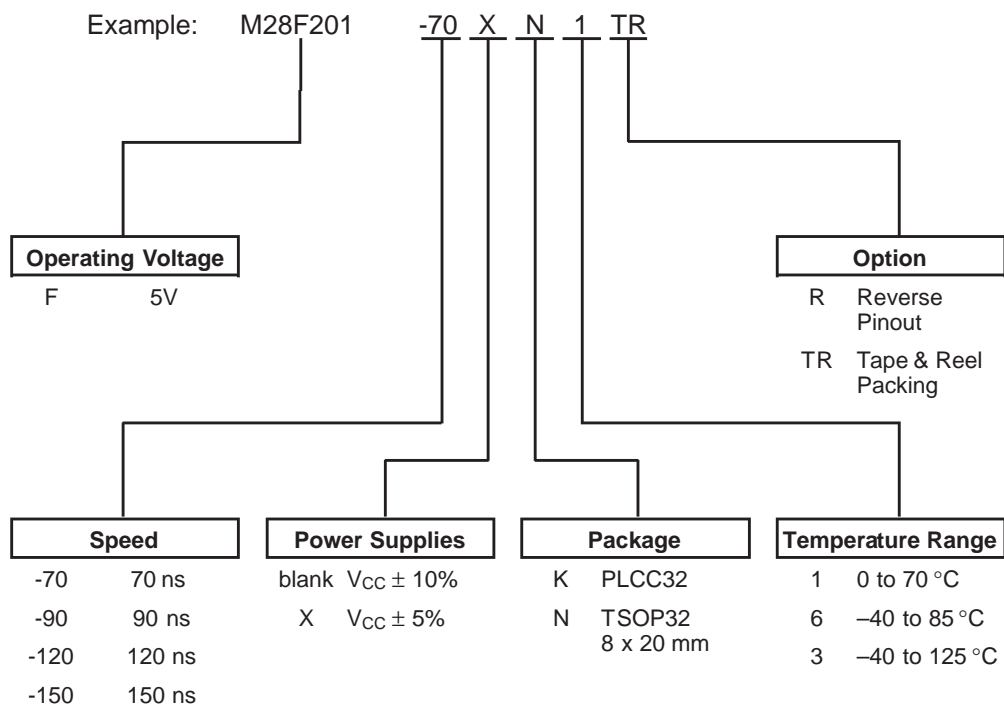 Example: M28F201 -70 X N 1 TR
Operating Voltage
F 5V
Option
R Reverse
Pinout
TR Tape & Reel
Packing
Speed
-70 70 ns
-90 90 ns
-120 120 ns
-150 150 ns
Power Supplies
blank VCC ± 10%
X VCC ± 5%
Package
K PLCC32
N TSOP32
8 x 20 mm
Temperature Range
1 0 to 70 °C
6 –40 to 85 °C
3 –40 to 125 °C